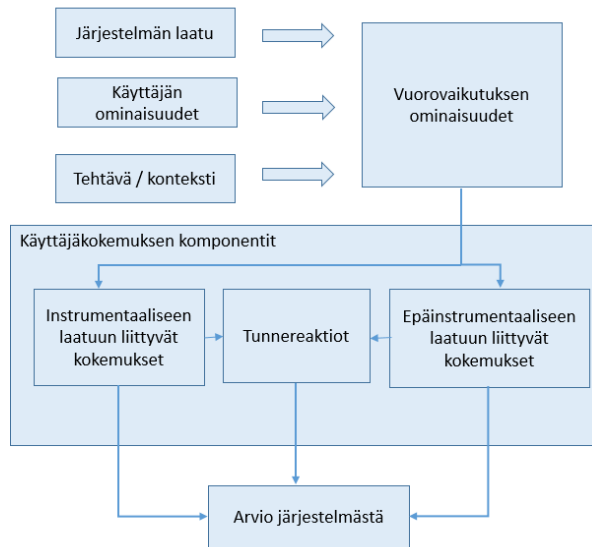 Järjestelmän laatu
Käyttäjän
ominaisuudet
Tehtävä / konteksti
Vuorovaikutuksen
ominaisuudet
Käyttäjäkokemuksen komponentit
Instrumentaaliseen
laatuun liittyvät
kokemukset
Tunnereaktiot
Epäinstrumentaaliseen
laatuun liittyvät
kokemukset
Arvio järjestelmästä